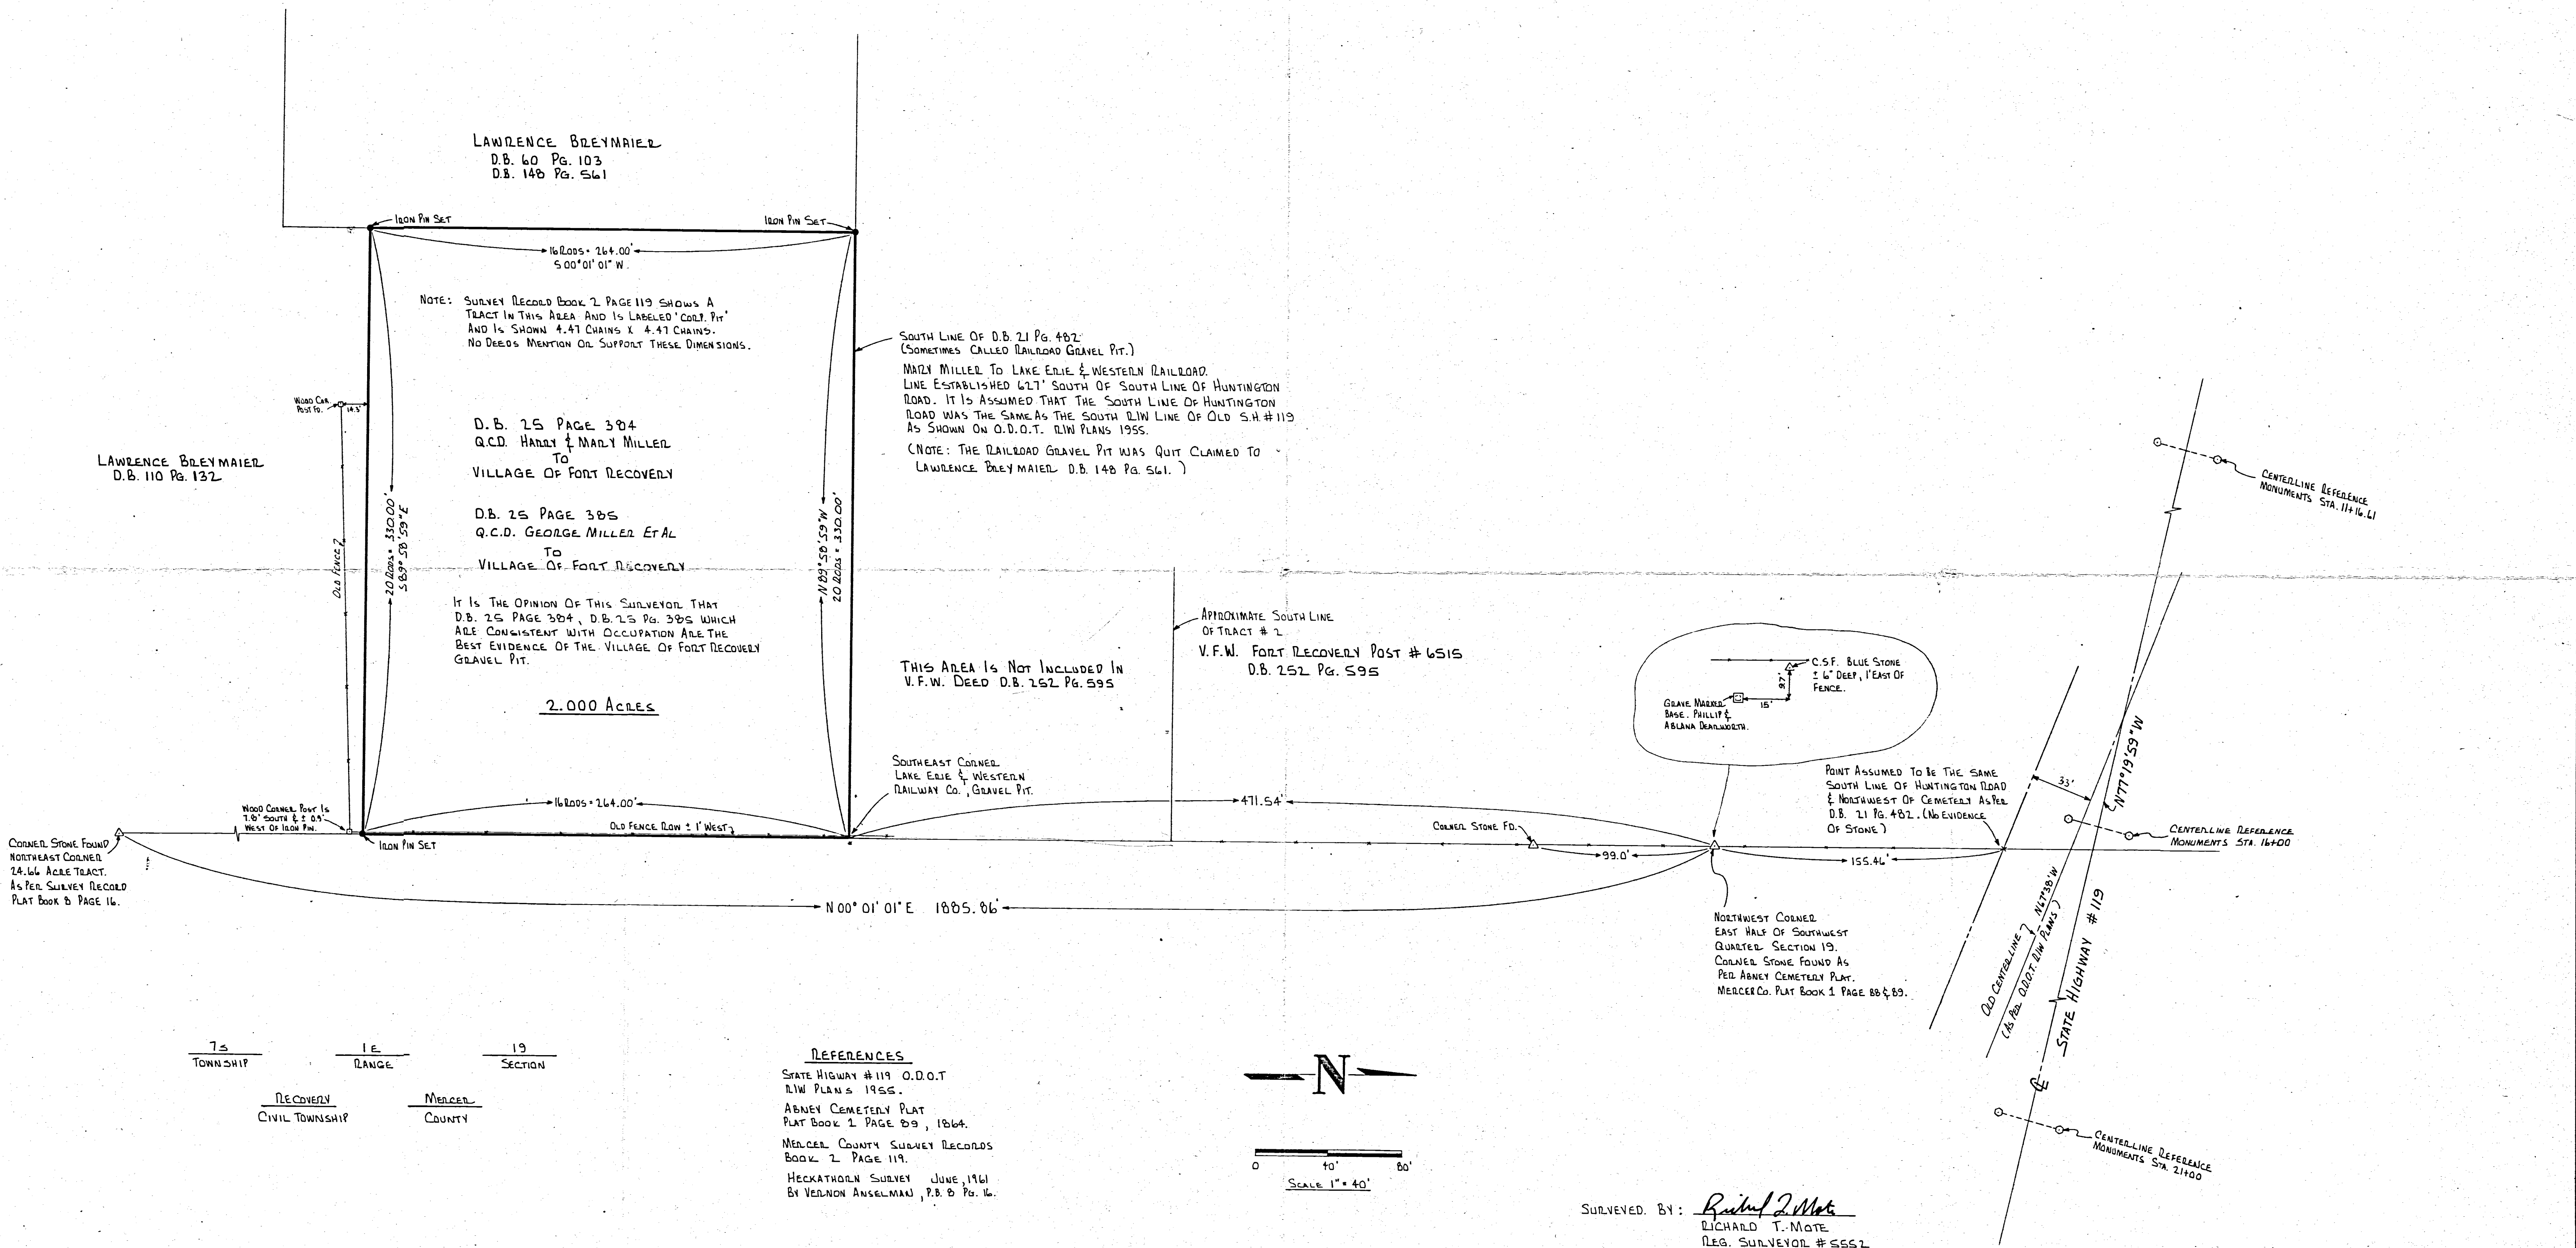 LAWRENCE BREYMAIER
D.B. 60 PG. 103
D.B. 148 PG. 561
IRON PIN SET
IRON PIN SET
16 RODS = 264.00'
S 00°01'01" W.
NOTE: SURVEY RECORD BOOK 2 PAGE 119 SHOWS A
TRACT IN THIS AREA AND IS LABELED 'CORP. PIT'
AND IS SHOWN 4.47 CHAINS X 4.47 CHAINS.
NO DEEDS MENTION OR SUPPORT THESE DIMENSIONS.
WOOD COR.
POST FD.
14.3'
LAWRENCE BREYMAIER
D.B. 110 PG. 132
OLD FENCE?
20 RODS = 330.00'
S 89°58'59" E
D.B. 25 PAGE 384
Q.C.D. HARRY & MARY MILLER
TO
VILLAGE OF FORT RECOVERY
D.B. 25 PAGE 385
Q.C.D. GEORGE MILLER ET AL
TO
VILLAGE OF FORT RECOVERY
IT IS THE OPINION OF THIS SURVEYOR THAT
D.B. 25 PAGE 384, D.B. 25 PG. 385 WHICH
ARE CONSISTENT WITH OCCUPATION ARE THE
BEST EVIDENCE OF THE VILLAGE OF FORT RECOVERY
GRAVEL PIT.
2.000 ACRES
N 89°58'59" W
20 RODS = 330.00'
SOUTH LINE OF D.B. 21 PG. 482
(SOMETIMES CALLED RAILROAD GRAVEL PIT.)
MARY MILLER TO LAKE ERIE & WESTERN RAILROAD.
LINE ESTABLISHED 627' SOUTH OF SOUTH LINE OF HUNTINGTON
ROAD. IT IS ASSUMED THAT THE SOUTH LINE OF HUNTINGTON
ROAD WAS THE SAME AS THE SOUTH R/W LINE OF OLD S.H. #119
AS SHOWN ON O.D.O.T. R/W PLANS 1955.
(NOTE: THE RAILROAD GRAVEL PIT WAS QUIT CLAIMED TO
LAWRENCE BREYMAIER D.B. 148 PG. 561. )
THIS AREA IS NOT INCLUDED IN
V.F.W. DEED D.B. 252 PG. 595
APPROXIMATE SOUTH LINE
OF TRACT # 2
V.F.W. FORT RECOVERY POST # 6515
D.B. 252 PG. 595
C.S.F. BLUE STONE
± 6" DEEP, 1' EAST OF
FENCE.
15'
GRAVE MARKER
BASE. PHILLIP &
ABLANA DEARWORTH.
CENTERLINE REFERENCE
MONUMENTS STA. 11+16.61
SOUTHEAST CORNER
LAKE ERIE & WESTERN
RAILWAY CO., GRAVEL PIT.
POINT ASSUMED TO BE THE SAME
SOUTH LINE OF HUNTINGTON ROAD
& NORTHWEST OF CEMETERY AS PER
D.B. 21 PG. 482. (NO EVIDENCE
OF STONE)
33'
N77°19'59"W
CENTERLINE REFERENCE
MONUMENTS STA. 16+00
WOOD CORNER POST IS
7.8' SOUTH & ± 0.9'
WEST OF IRON PIN.
16 RODS = 264.00'
OLD FENCE ROW ± 1' WEST
471.54'
CORNER STONE FD.
99.0'
155.46'
IRON PIN SET
CORNER STONE FOUND
NORTHEAST CORNER
24.66 ACRE TRACT.
AS PER SURVEY RECORD
PLAT BOOK 8 PAGE 16.
N 00° 01' 01" E 1885.86'
NORTHWEST CORNER
EAST HALF OF SOUTHWEST
QUARTER SECTION 19.
CORNER STONE FOUND AS
PER ABNEY CEMETERY PLAT.
MERCER CO. PLAT BOOK 1 PAGE 88 & 89.
OLD CENTERLINE N67°38'W
(AS PER O.D.O.T. R/W PLANS)
STATE HIGHWAY #119
CENTERLINE REFERENCE
MONUMENTS STA. 21+00
7S
TOWNSHIP
1E
RANGE
19
SECTION
RECOVERY
CIVIL TOWNSHIP
MERCER
COUNTY
REFERENCES
STATE HIGWAY #119 O.D.O.T
R/W PLANS 1955.
ABNEY CEMETERY PLAT
PLAT BOOK 1 PAGE 89, 1864.
MERCER COUNTY SURVEY RECORDS
BOOK 2 PAGE 119.
HECKATHORN SURVEY JUNE, 1961
BY VERNON ANSELMAN, P.B. 8 PG. 16.
N
0 40' 80'
SCALE 1" = 40'
SURVEYED BY: Richard T. Mote
RICHARD T. MOTE
REG. SURVEYOR #5552